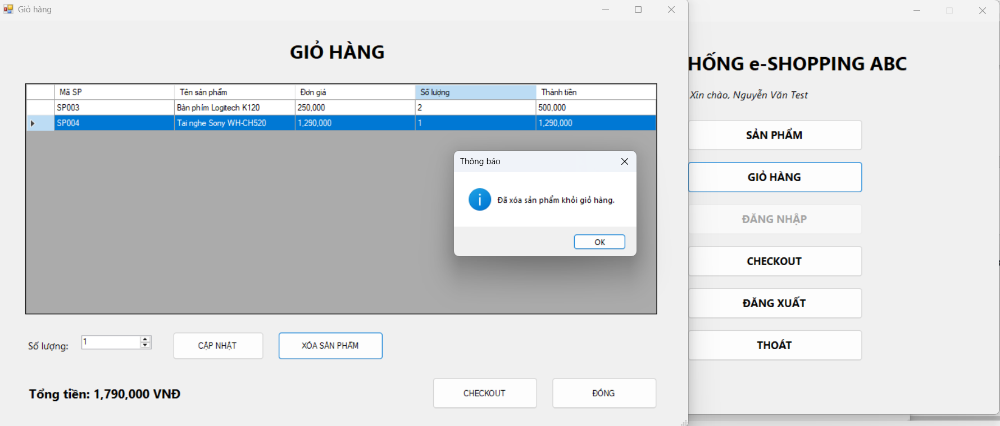 Giỏ hàng
GIỎ HÀNG
Mã SP Tên sản phẩm Đơn giá Số lượng Thành tiền
SP003 Bàn phím Logitech K120 250,000 2 500,000
SP004 Tai nghe Sony WH-CH520 1,290,000 1 1,290,000
Thông báo
Đã xóa sản phẩm khỏi giỏ hàng.
OK
Số lượng: 1 CẬP NHẬT XÓA SẢN PHẨM
Tổng tiền: 1,790,000 VNĐ CHECKOUT ĐÓNG
HỐNG e-SHOPPING ABC
Xin chào, Nguyễn Văn Test
SẢN PHẨM
GIỎ HÀNG
ĐĂNG NHẬP
CHECKOUT
ĐĂNG XUẤT
THOÁT